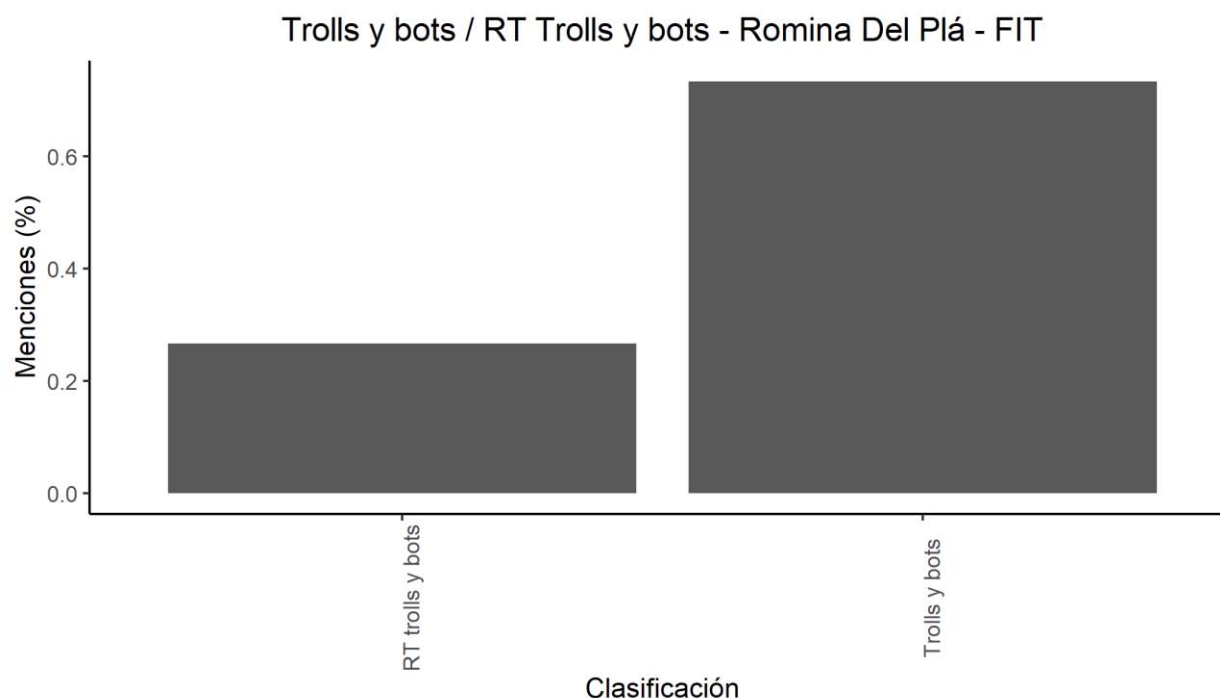 Trolls y bots / RT Trolls y bots - Romina Del Plá - FIT
Menciones (%)
0.6
0.4
0.2
0.0
RT trolls y bots
Trolls y bots
Clasificación